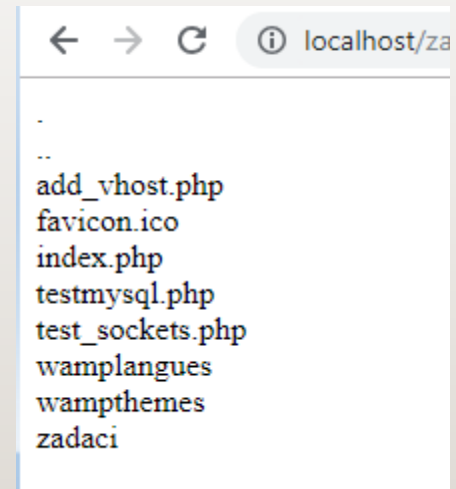 localhost/za
.
..
add_vhost.php
favicon.ico
index.php
testmysql.php
test_sockets.php
wamplangues
wampthemes
zadaci